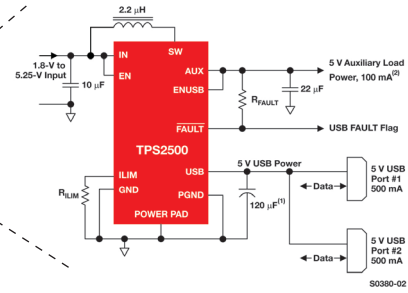 2.2 μH
IN
SW
1.8-V to
5.25-V Input
EN
10 μF
AUX
ENUSB
5 V Auxiliary Load
Power, 100 mA(2)
RFAULT
22 μF
FAULT
USB FAULT Flag
TPS2500
ILIM
USB
5 V USB Power
RILIM
GND
PGND
120 μF(1)
POWER PAD
Data
5 V USB
Port #1
500 mA
Data
5 V USB
Port #2
500 mA
S0380-02